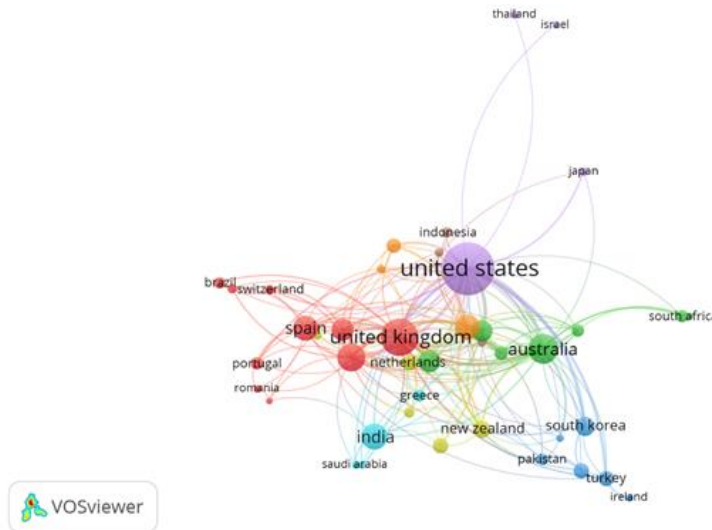 thailand
israel
japan
indonesia
united states
brazil
switzerland
south africa
spain
united kingdom
australia
portugal
netherlands
romania
greece
new zealand
south korea
india
saudi arabia
pakistan
turkey
ireland
VOSviewer